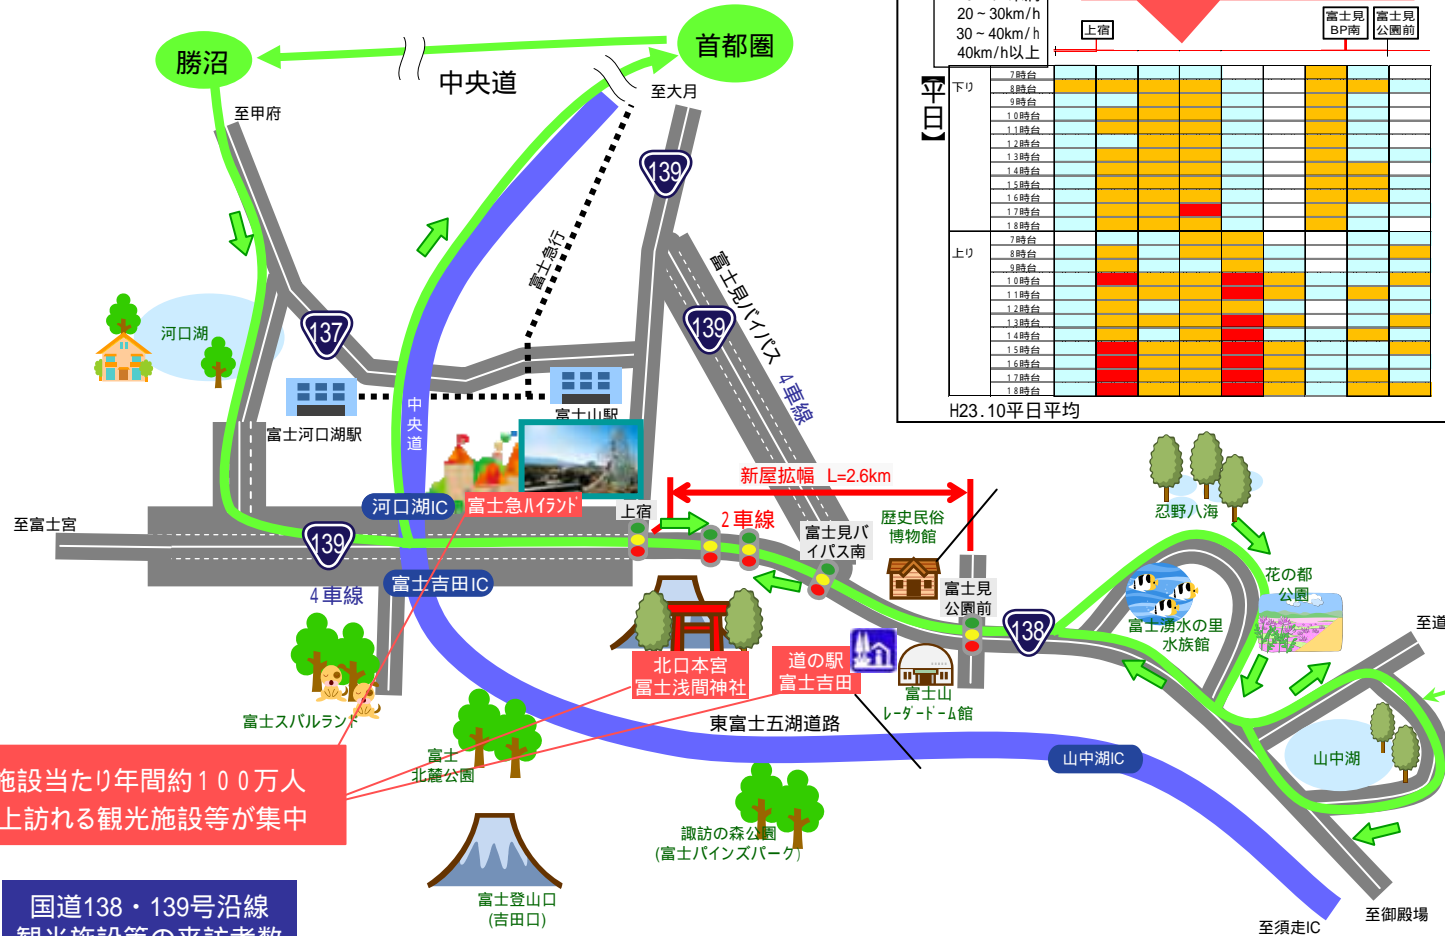 首都圏
勝沼
中央道
至大月
至甲府
139
富士急行
富士見バイパス
139
4車線
137
河口湖
中央道
富士河口湖駅
富士山駅
20～30km/h
30～40km/h
40km/h以上
上宿
富士見
BP南
富士見
公園前
【平日】
下り
7時台
8時台
9時台
10時台
11時台
12時台
13時台
14時台
15時台
16時台
17時台
18時台
上り
7時台
8時台
9時台
10時台
11時台
12時台
13時台
14時台
15時台
16時台
17時台
18時台
H23.10平日平均
新屋拡幅 L=2.6km
河口湖IC
富士急ハイランド
上宿
2車線
富士見バ
イパス南
歴史民俗
博物館
忍野八海
至富士宮
139
4車線
富士吉田IC
富士見
公園前
138
富士湧水の里
水族館
花の都
公園
至道
北口本宮
富士浅間神社
道の駅
富士吉田
富士山
レーダードーム館
富士スバルランド
東富士五湖道路
富士
北麓公園
山中湖IC
山中湖
施設当たり年間約100万人
上訪れる観光施設等が集中
諏訪の森公園
(富士パインズパーク)
富士登山口
(吉田口)
国道138・139号沿線
観光施設等の来訪者数
至須走IC
至御殿場